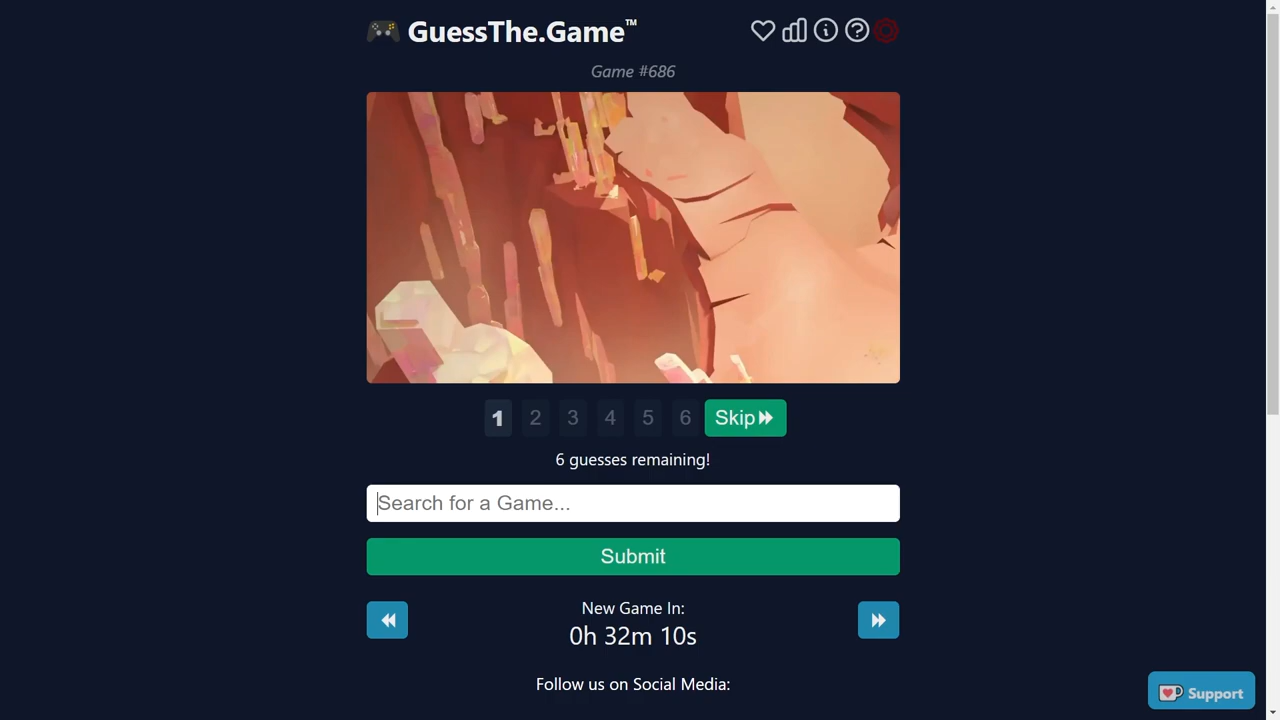 GuessThe.Game™
Game #686
1 2 3 4 5 6 Skip
6 guesses remaining!
Search for a Game...
Submit
New Game In:
0h 32m 10s
Follow us on Social Media:
Support